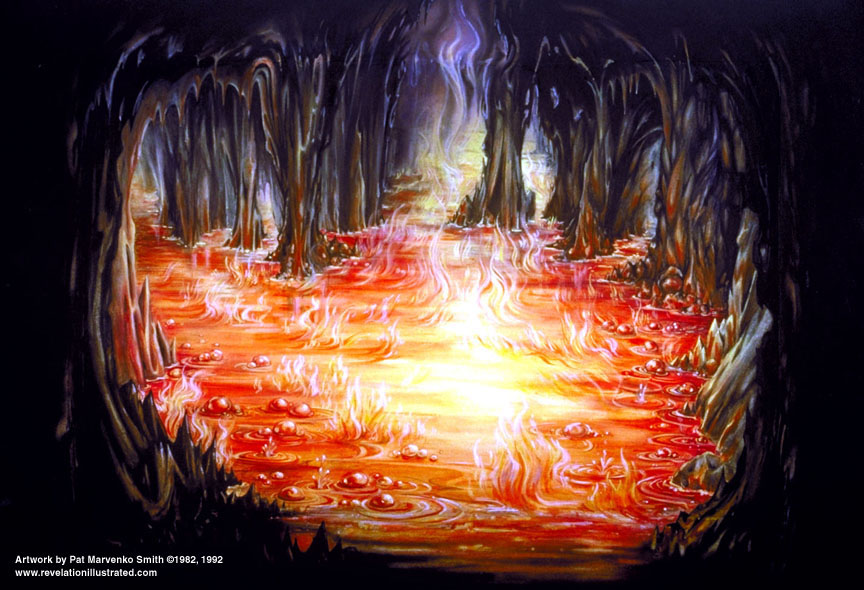 Artwork by Pat Marvenko Smith ©1982, 1992
www.revelationillustrated.com